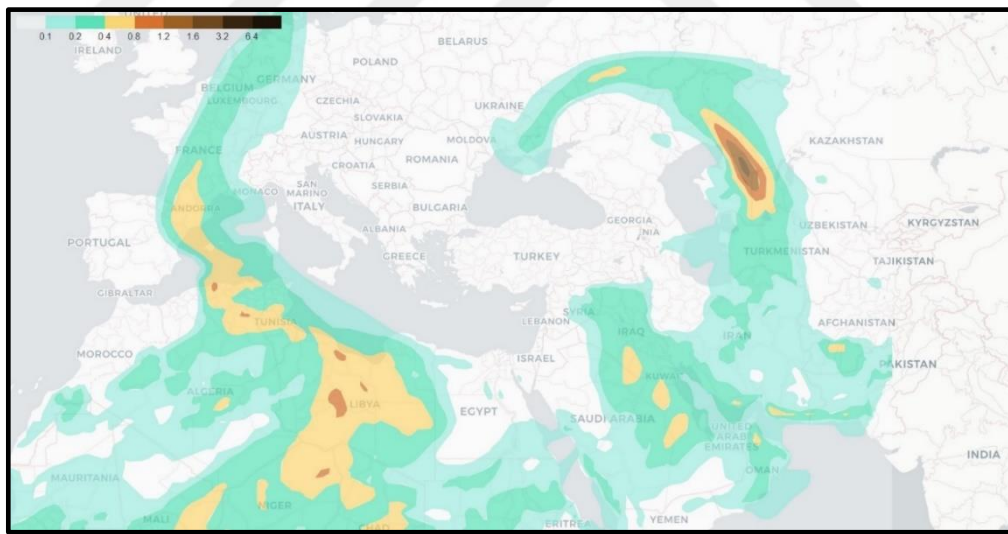 UNITED
0.1 0.2 0.4 0.8 1.2 1.6 3.2 6.4
IRELAND
BELARUS
POLAND
BELGIUM
GERMANY
LUXEMBOURG
CZECHIA
UKRAINE
SLOVAKIA
AUSTRIA
HUNGARY
MOLDOVA
KAZAKHSTAN
FRANCE
CROATIA
ROMANIA
SAN
MARINO
MONACO
SERBIA
ITALY
ANDORRA
BULGARIA
GEORGIA
UZBEKISTAN
KYRGYZSTAN
ALBANIA
NIA
PORTUGAL
GREECE
TURKEY
TURKMENISTAN
TAJIKISTAN
GIBRALTAR
SYRIA
TUNISIA
LEBANON
IRAQ
IRAN
AFGHANISTAN
MOROCCO
ISRAEL
PAKISTAN
KUWAI
ALGERIA
LIBYA
EGYPT
SAUDI ARABIA
UNITED
ARAB
EMIRATES
INDIA
OMAN
MAURITANIA
NIGER
MALI
CHAD
ERITREA
YEMEN